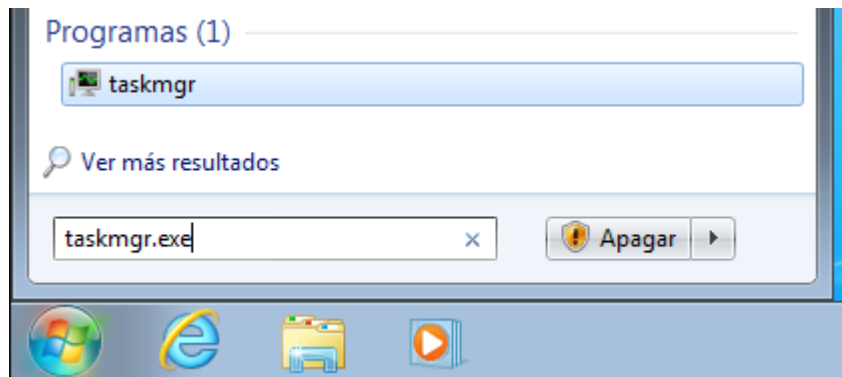 Programas (1)
taskmgr
Ver más resultados
taskmgr.exe
Apagar